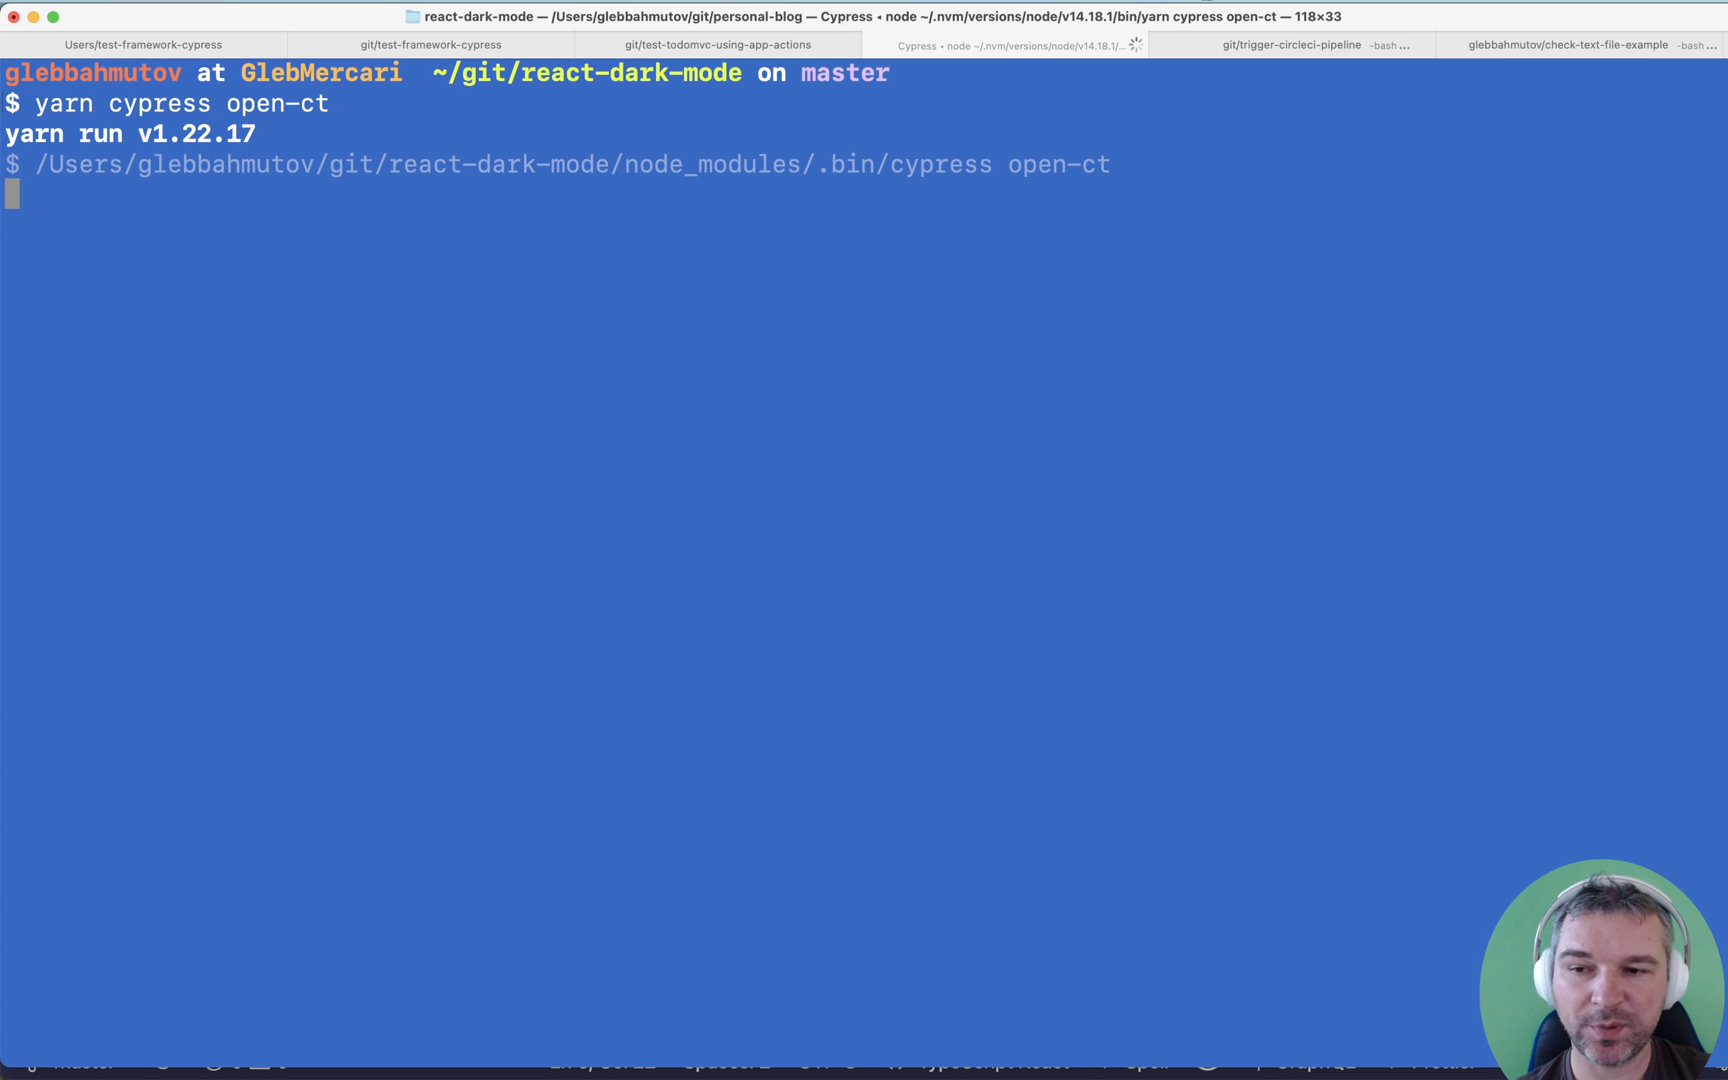 react-dark-mode — /Users/glebbahmutov/git/personal-blog — Cypress ◂ node ~/.nvm/versions/node/v14.18.1/bin/yarn cypress open-ct — 118×33
Users/test-framework-cypress
git/test-framework-cypress
git/test-todomvc-using-app-actions
Cypress ◂ node ~/.nvm/versions/node/v14.18.1/...
git/trigger-circleci-pipeline -bash ...
glebbahmutov/check-text-file-example -bash ...
glebbahmutov at GlebMercari ~/git/react-dark-mode on master
$ yarn cypress open-ct
yarn run v1.22.17
$ /Users/glebbahmutov/git/react-dark-mode/node_modules/.bin/cypress open-ct